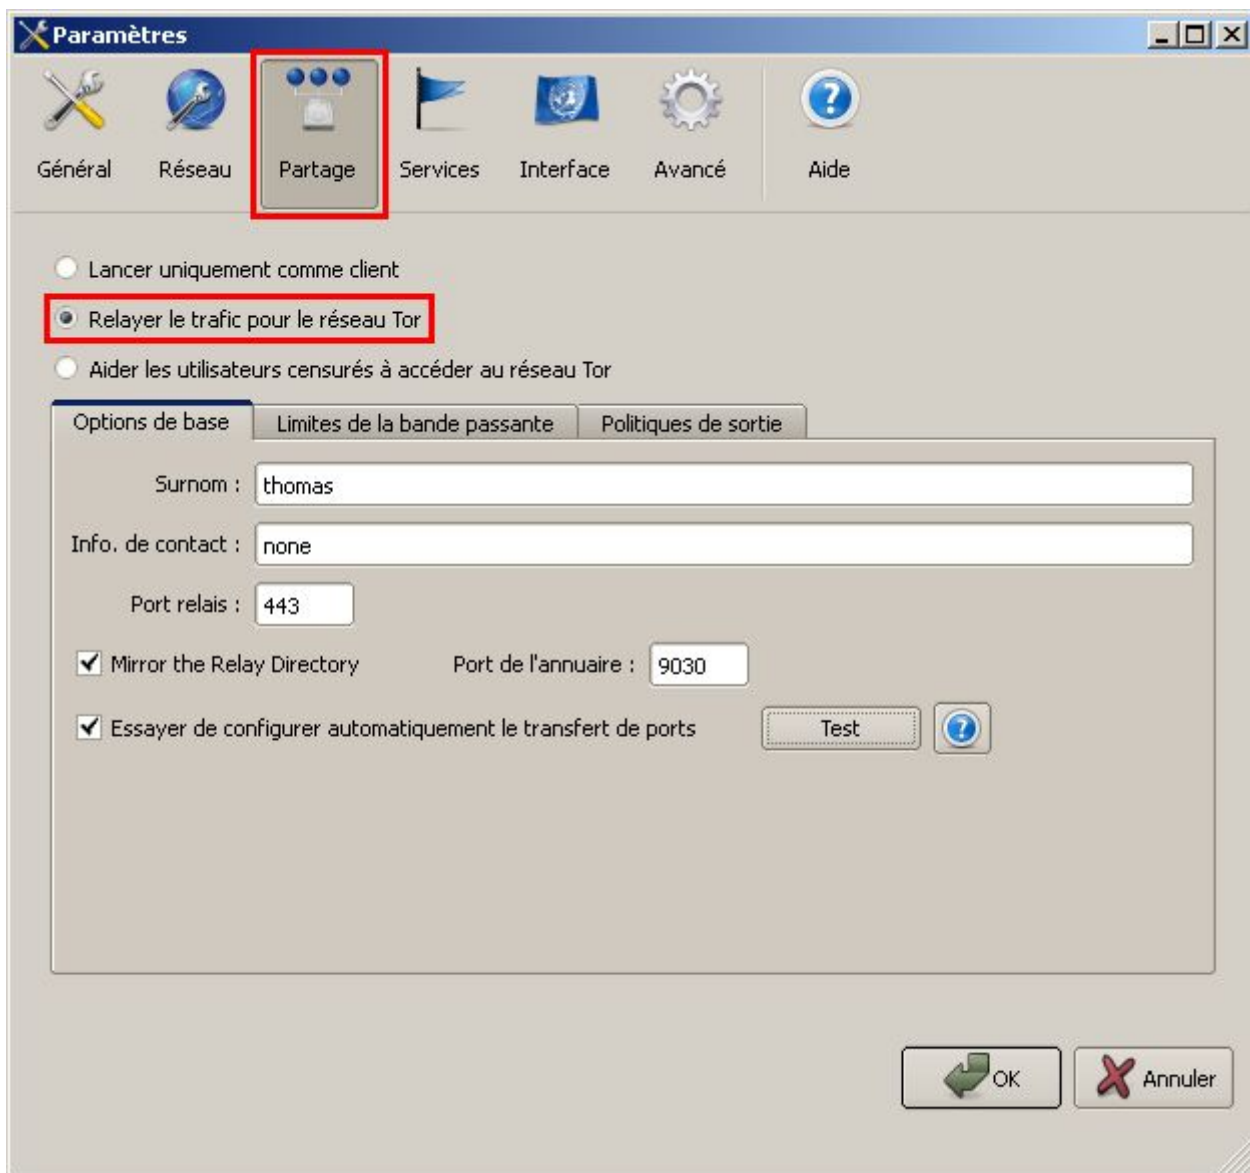 Paramètres
Général Réseau Partage Services Interface Avancé Aide
Lancer uniquement comme client
Relayer le trafic pour le réseau Tor
Aider les utilisateurs censurés à accéder au réseau Tor
Options de base Limites de la bande passante Politiques de sortie
Surnom : thomas
Info. de contact : none
Port relais : 443
Mirror the Relay Directory Port de l'annuaire : 9030
Essayer de configurer automatiquement le transfert de ports Test ?
OK Annuler